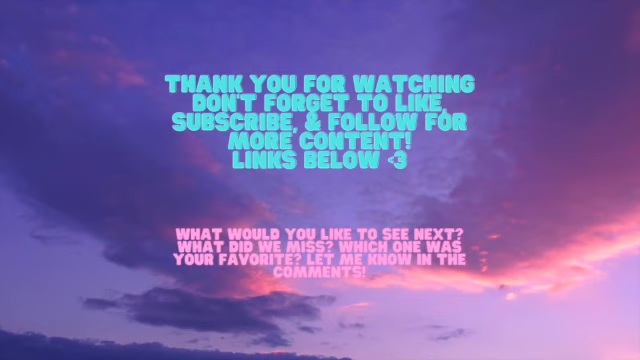 THANK YOU FOR WATCHING
DON'T FORGET TO LIKE,
SUBSCRIBE, & FOLLOW FOR
MORE CONTENT!
LINKS BELOW <3
WHAT WOULD YOU LIKE TO SEE NEXT?
WHAT DID WE MISS? WHICH ONE WAS
YOUR FAVORITE? LET ME KNOW IN THE
COMMENTS!